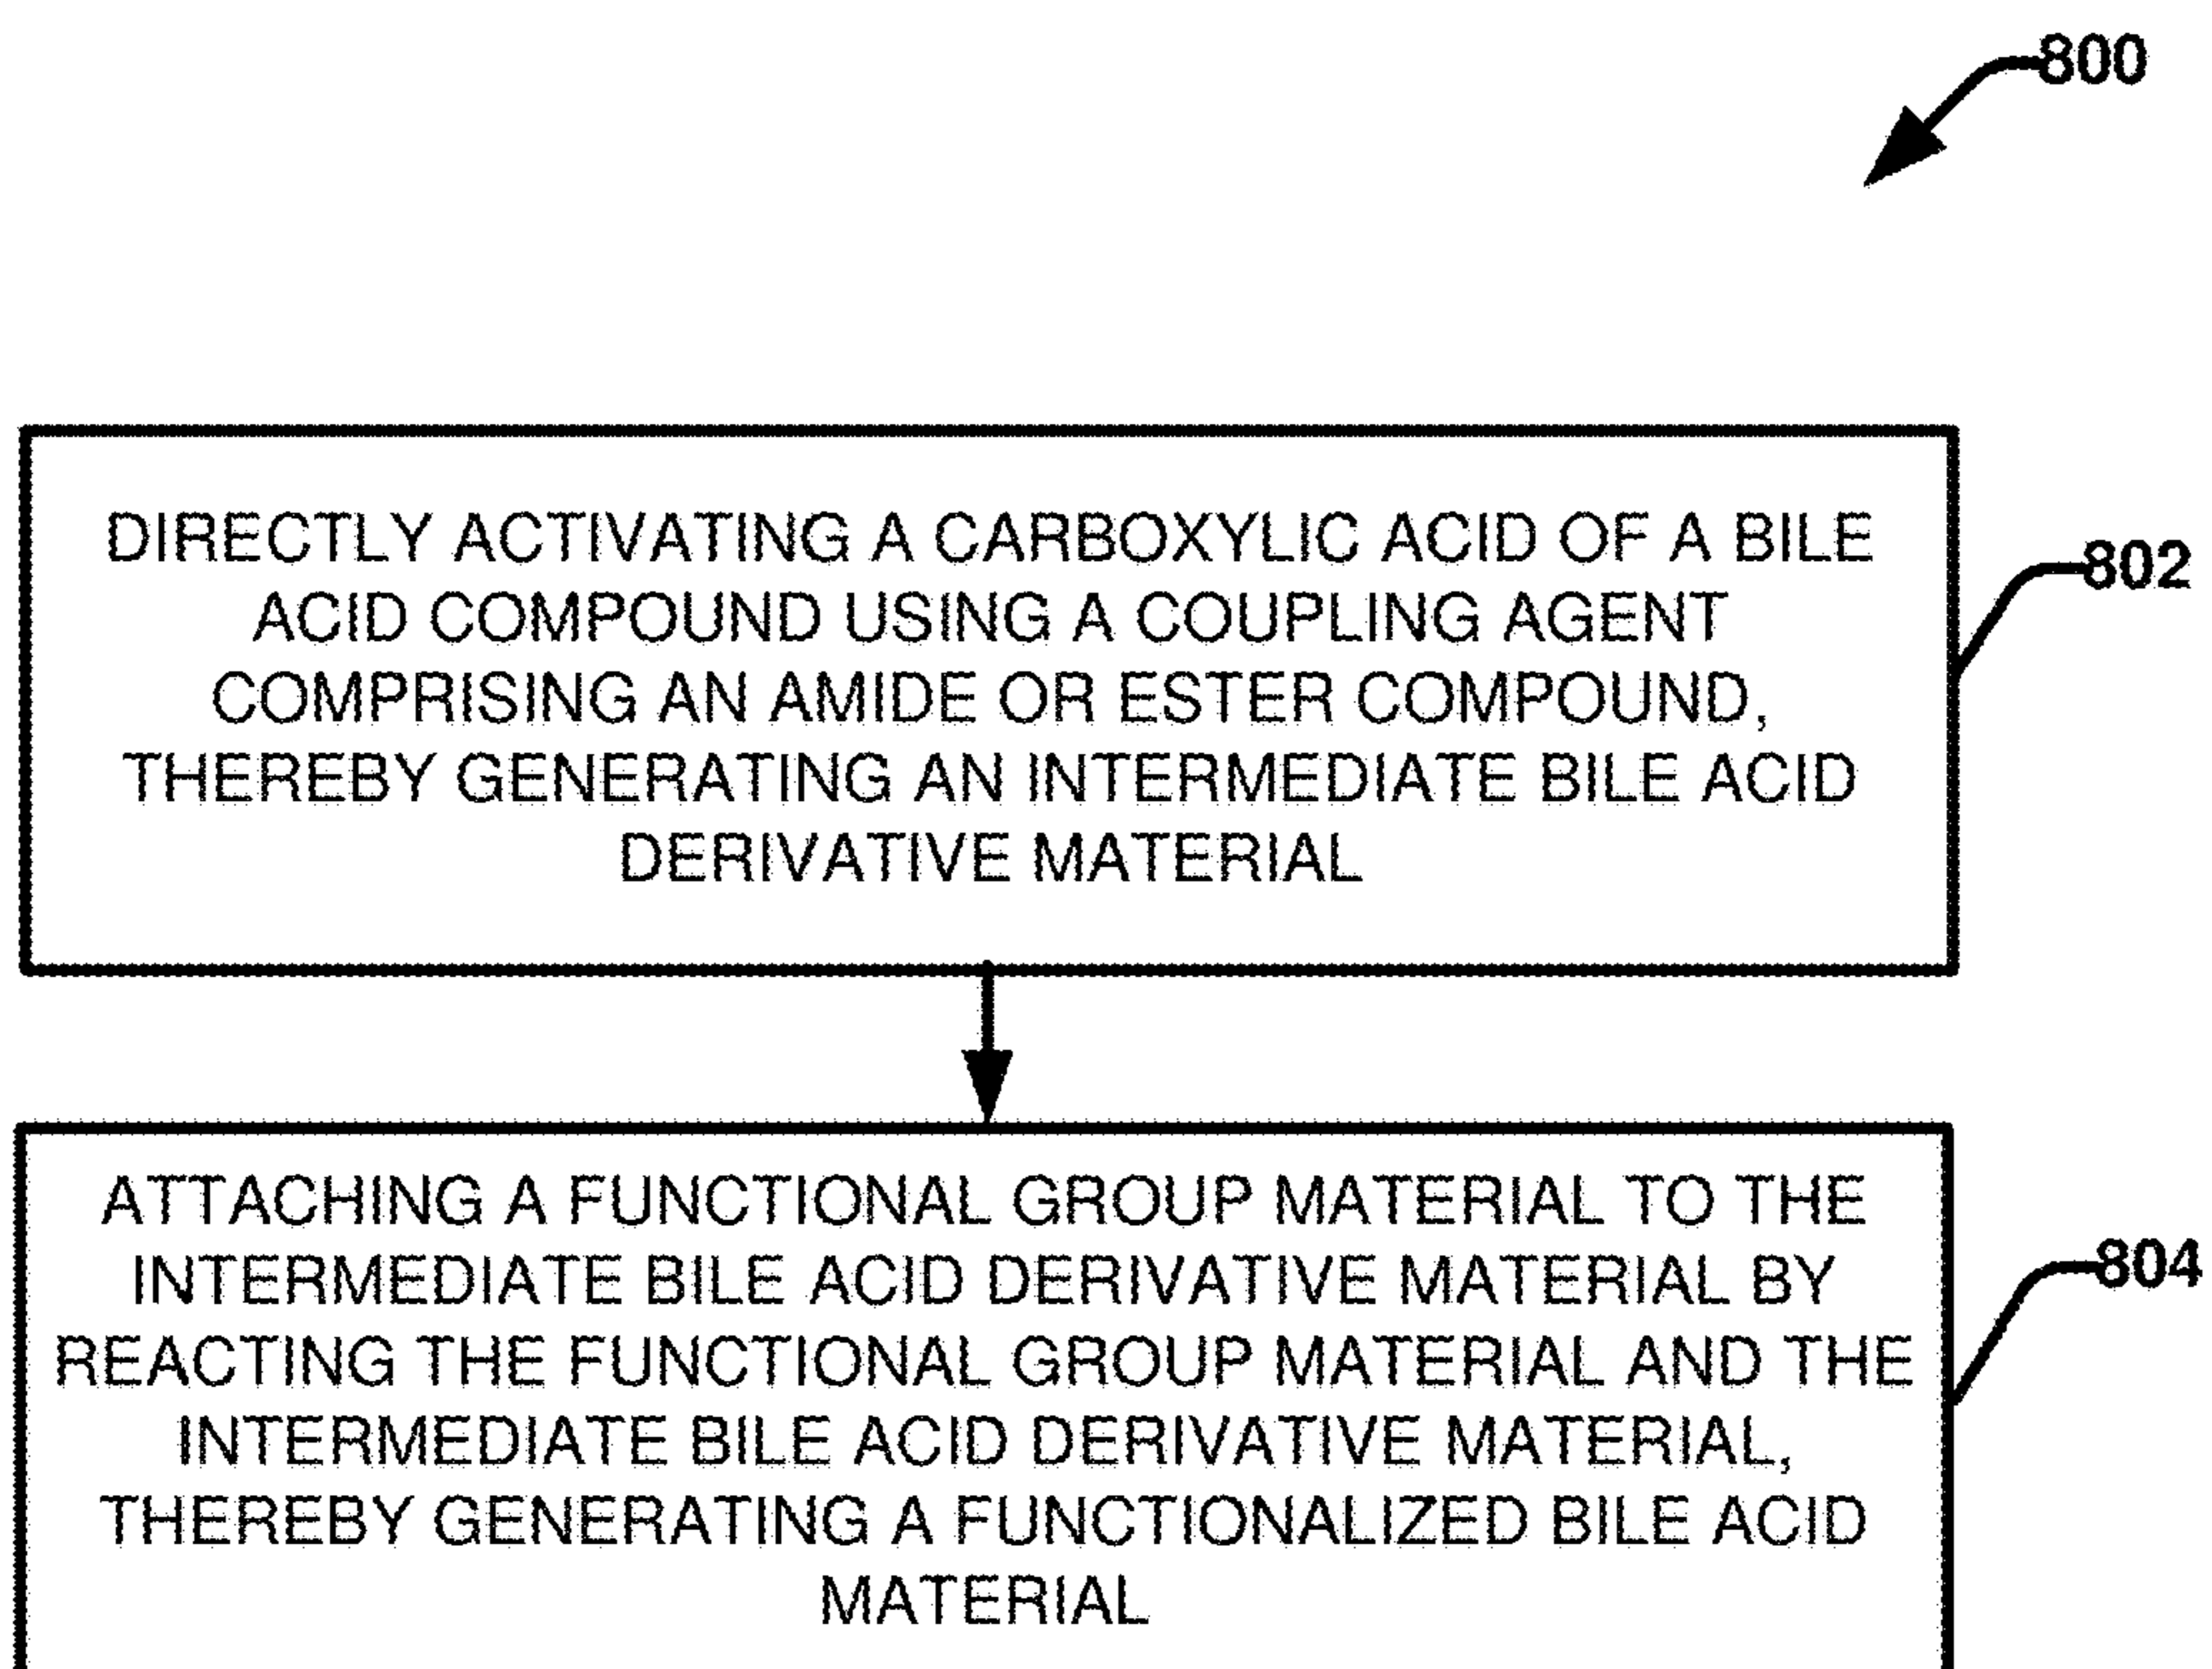 800
DIRECTLY ACTIVATING A CARBOXYLIC ACID OF A BILE
ACID COMPOUND USING A COUPLING AGENT
COMPRISING AN AMIDE OR ESTER COMPOUND,
THEREBY GENERATING AN INTERMEDIATE BILE ACID
DERIVATIVE MATERIAL
802
ATTACHING A FUNCTIONAL GROUP MATERIAL TO THE
INTERMEDIATE BILE ACID DERIVATIVE MATERIAL BY
REACTING THE FUNCTIONAL GROUP MATERIAL AND THE
INTERMEDIATE BILE ACID DERIVATIVE MATERIAL,
THEREBY GENERATING A FUNCTIONALIZED BILE ACID
MATERIAL
804